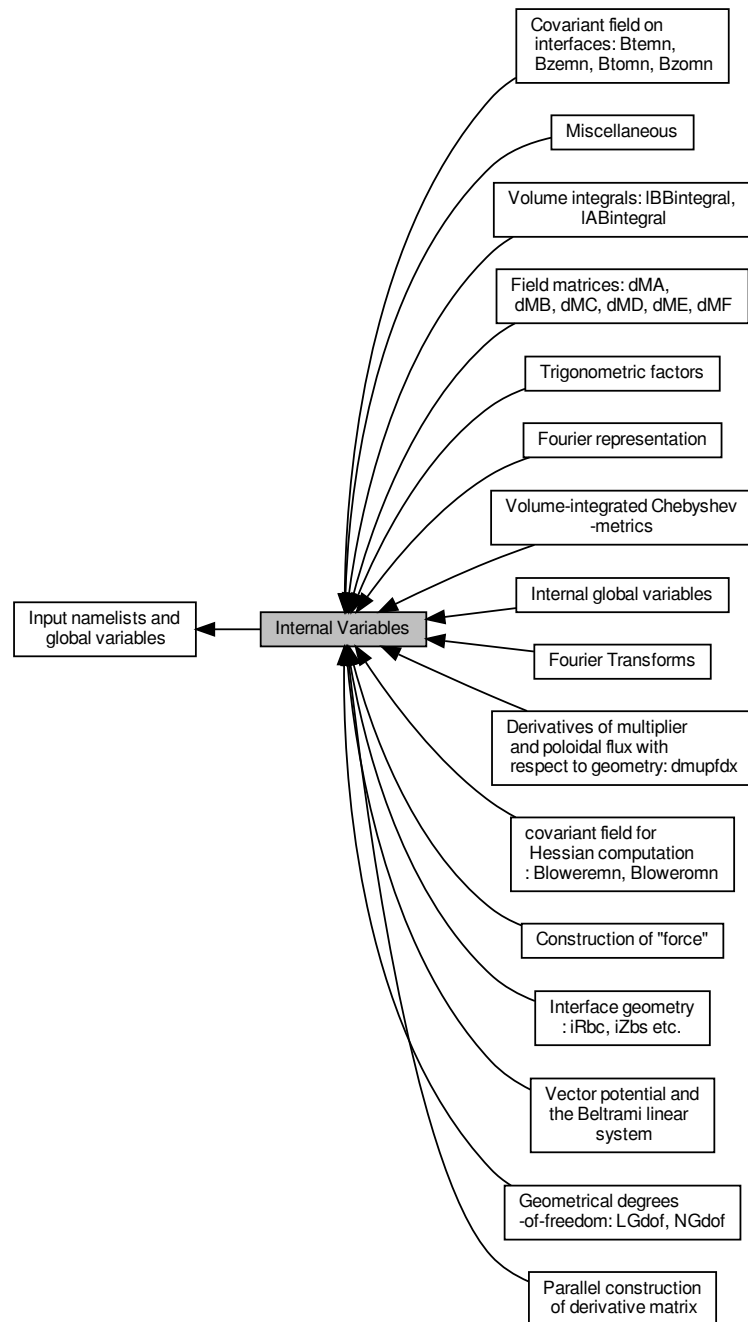 Covariant field on
interfaces: Btemn,
Bzemn, Btomn, Bzomn
Miscellaneous
Volume integrals: lBBintegral,
lABintegral
Field matrices: dMA,
dMB, dMC, dMD, dME, dMF
Trigonometric factors
Fourier representation
Volume-integrated Chebyshev
-metrics
Internal global variables
Input namelists and
global variables
Internal Variables
Fourier Transforms
Derivatives of multiplier
and poloidal flux with
respect to geometry: dmupfdx
covariant field for
Hessian computation
: Bloweremn, Bloweromn
Construction of "force"
Interface geometry
: iRbc, iZbs etc.
Vector potential and
the Beltrami linear
system
Geometrical degrees
-of-freedom: LGdof, NGdof
Parallel construction
of derivative matrix